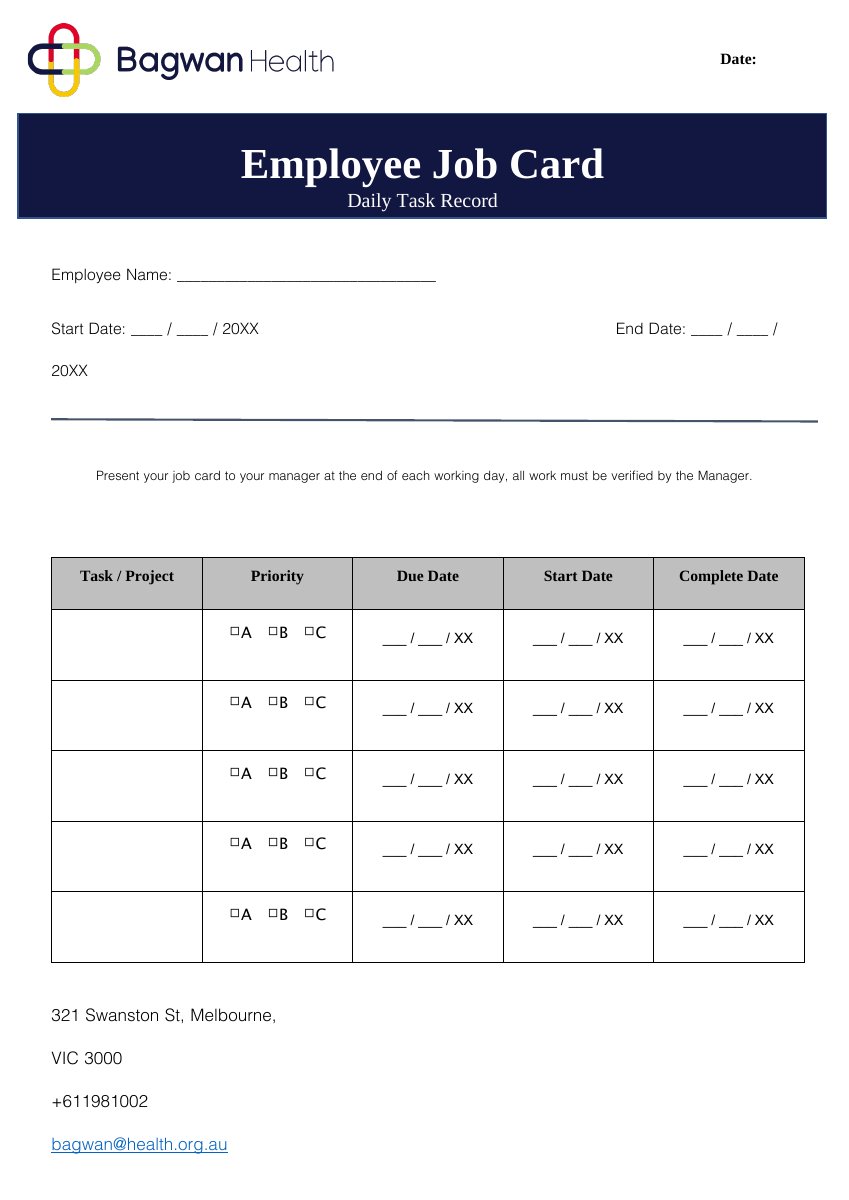 Bagwan Health
Date:
Employee Job Card
Daily Task Record
Employee Name: _________________________________
Start Date: ____ / ____ / 20XX End Date: ____ / ____ /
20XX
Present your job card to your manager at the end of each working day, all work must be verified by the Manager.
Task / Project Priority Due Date Start Date Complete Date
□A □B □C ___ / ___ / XX ___ / ___ / XX ___ / ___ / XX
□A □B □C ___ / ___ / XX ___ / ___ / XX ___ / ___ / XX
□A □B □C ___ / ___ / XX ___ / ___ / XX ___ / ___ / XX
□A □B □C ___ / ___ / XX ___ / ___ / XX ___ / ___ / XX
□A □B □C ___ / ___ / XX ___ / ___ / XX ___ / ___ / XX
321 Swanston St, Melbourne,
VIC 3000
+611981002
bagwan@health.org.au